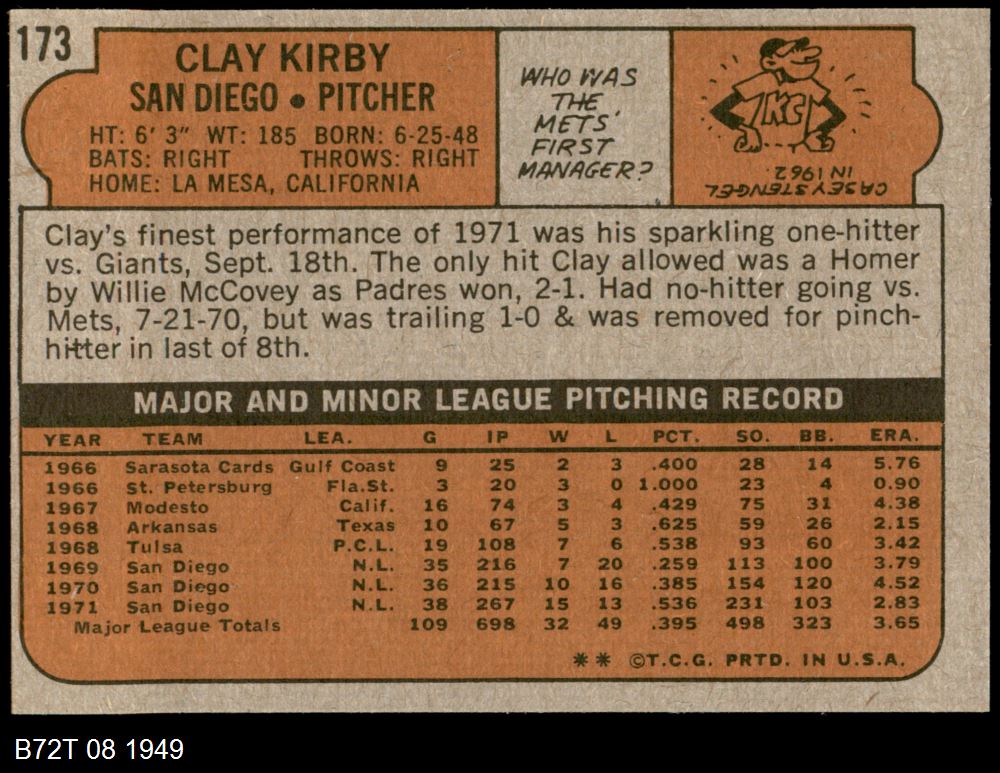 173
CLAY KIRBY
SAN DIEGO • PITCHER
HT: 6' 3" WT: 185 BORN: 6-25-48
BATS: RIGHT THROWS: RIGHT
HOME: LA MESA, CALIFORNIA
WHO WAS
THE
METS'
FIRST
MANAGER?
KC
CASEY STENGEL
IN 1962
Clay's finest performance of 1971 was his sparkling one-hitter
vs. Giants, Sept. 18th. The only hit Clay allowed was a Homer
by Willie McCovey as Padres won, 2-1. Had no-hitter going vs.
Mets, 7-21-70, but was trailing 1-0 & was removed for pinch-
hitter in last of 8th.
MAJOR AND MINOR LEAGUE PITCHING RECORD
YEAR TEAM LEA. G IP W L PCT. SO. BB. ERA.
1966 Sarasota Cards Gulf Coast 9 25 2 3 .400 28 14 5.76
1966 St. Petersburg Fla.St. 3 20 3 0 1.000 23 4 0.90
1967 Modesto Calif. 16 74 3 4 .429 75 31 4.38
1968 Arkansas Texas 10 67 5 3 .625 59 26 2.15
1968 Tulsa P.C.L. 19 108 7 6 .538 93 60 3.42
1969 San Diego N.L. 35 216 7 20 .259 113 100 3.79
1970 San Diego N.L. 36 215 10 16 .385 154 120 4.52
1971 San Diego N.L. 38 267 15 13 .536 231 103 2.83
Major League Totals 109 698 32 49 .395 498 323 3.65
** ©T.C.G. PRTD. IN U.S.A.
B72T 08 1949